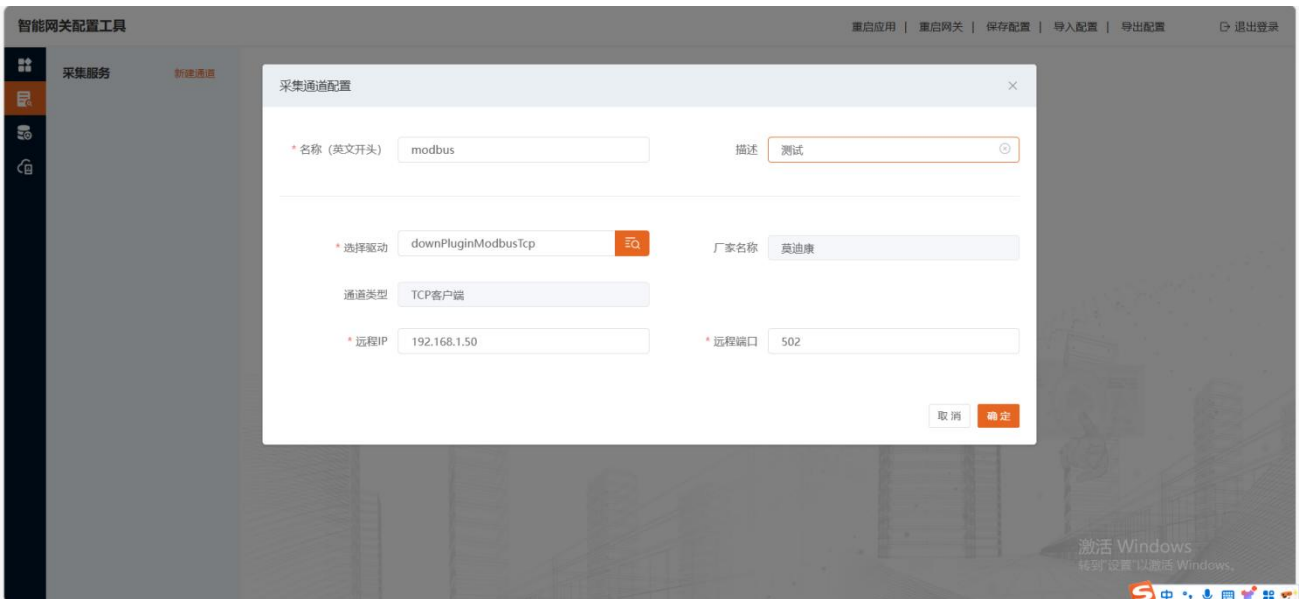 智能网关配置工具 重启应用 | 重启网关 | 保存配置 | 导入配置 | 导出配置 退出登录
采集服务 新建通道
采集通道配置
* 名称（英文开头） modbus 描述 测试
* 选择驱动 downPluginModbusTcp 厂家名称 莫迪康
通道类型 TCP客户端
* 远程IP 192.168.1.50 * 远程端口 502
取消 确定
激活 Windows
转到"设置"以激活 Windows。
中